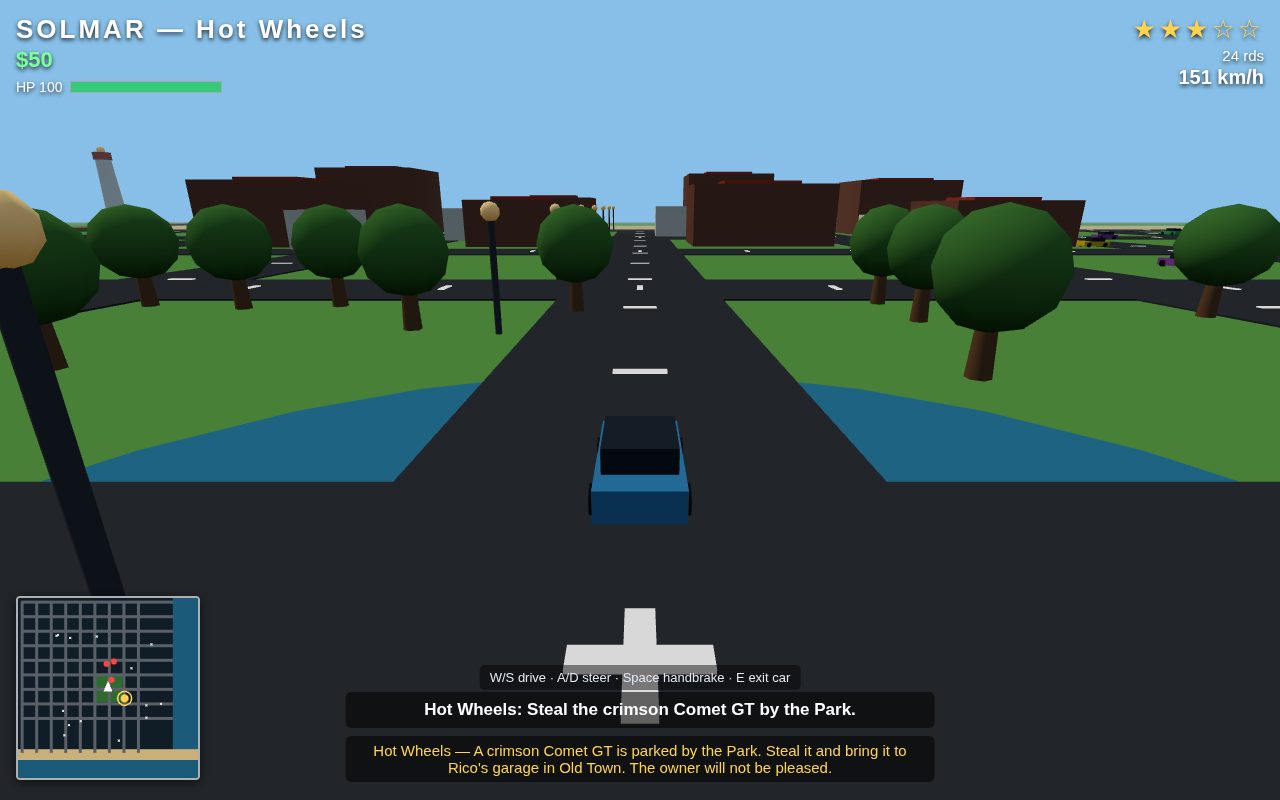 SOLMAR — Hot Wheels
$50
HP 100
★★★☆☆
24 rds
151 km/h
W/S drive · A/D steer · Space handbrake · E exit car
Hot Wheels: Steal the crimson Comet GT by the Park.
Hot Wheels — A crimson Comet GT is parked by the Park. Steal it and bring it to
Rico's garage in Old Town. The owner will not be pleased.